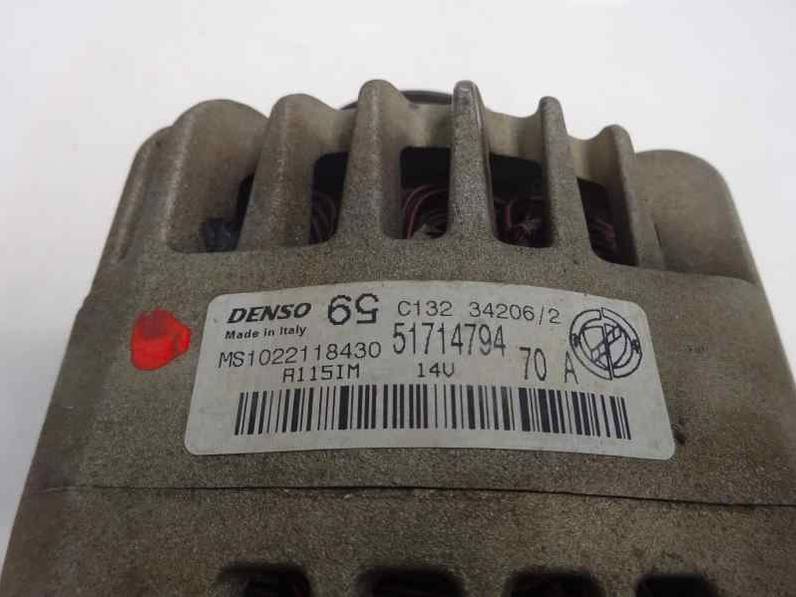 DENSO 59 C132 34206/2
Made in Italy
MS1022118430 51714794 70 A
A115IM 14V